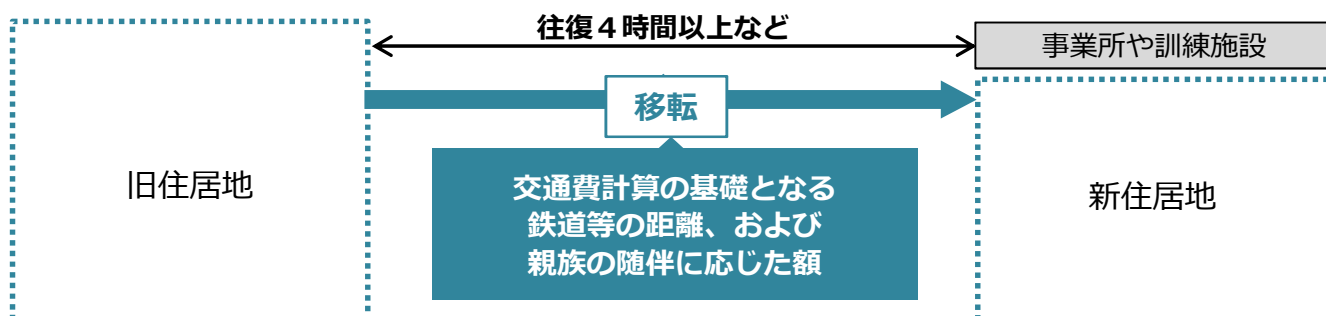 往復４時間以上など
事業所や訓練施設
移転
旧住居地
交通費計算の基礎となる
鉄道等の距離、および
親族の随伴に応じた額
新住居地